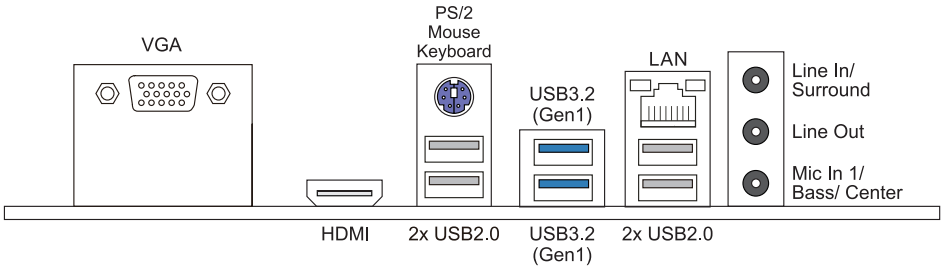 PS/2
Mouse
Keyboard
VGA
LAN
USB3.2
(Gen1)
Line In/
Surround
Line Out
Mic In 1/
Bass/ Center
HDMI
2x USB2.0
USB3.2
(Gen1)
2x USB2.0